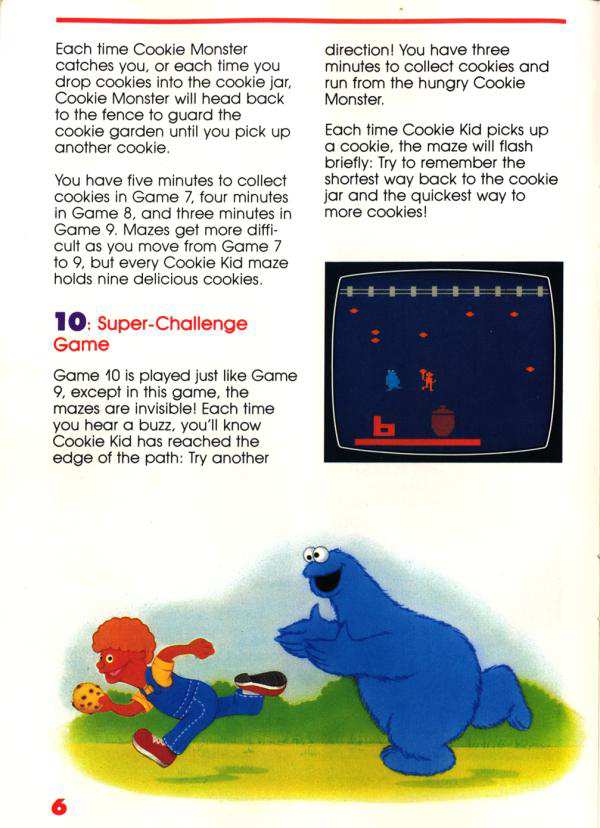 Each time Cookie Monster
catches you, or each time you
drop cookies into the cookie jar,
Cookie Monster will head back
to the fence to guard the
cookie garden until you pick up
another cookie.
You have five minutes to collect
cookies in Game 7, four minutes
in Game 8, and three minutes in
Game 9. Mazes get more diffi-
cult as you move from Game 7
to 9, but every Cookie Kid maze
holds nine delicious cookies.
10: Super-Challenge
Game
Game 10 is played just like Game
9, except in this game, the
mazes are invisible! Each time
you hear a buzz, you'll know
Cookie Kid has reached the
edge of the path: Try another
direction! You have three
minutes to collect cookies and
run from the hungry Cookie
Monster.
Each time Cookie Kid picks up
a cookie, the maze will flash
briefly: Try to remember the
shortest way back to the cookie
jar and the quickest way to
more cookies!
6
6